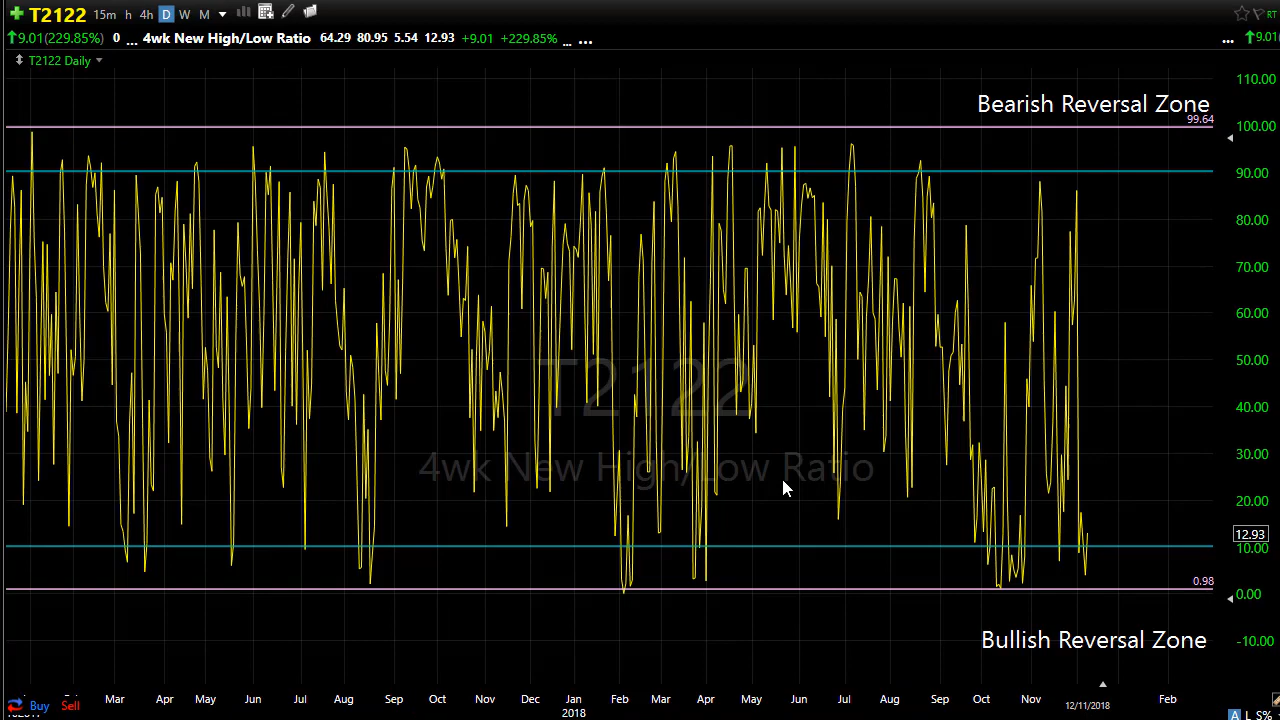 T2122 15m h 4h D W M
RT
9.01(229.85%) 0 ... 4wk New High/Low Ratio 64.29 80.95 5.54 12.93 +9.01 +229.85% ... ...
... 9.01
T2122 Daily
110.00
Bearish Reversal Zone
99.64
100.00
90.00
80.00
70.00
60.00
50.00
T2122
40.00
30.00
4wk New High/Low Ratio
20.00
12.93
10.00
0.98
0.00
Bullish Reversal Zone
-10.00
Mar Apr May Jun Jul Aug Sep Oct Nov Dec Jan Feb Mar Apr May Jun Jul Aug Sep Oct Nov Feb
Buy Sell
2018
12/11/2018
A L S%